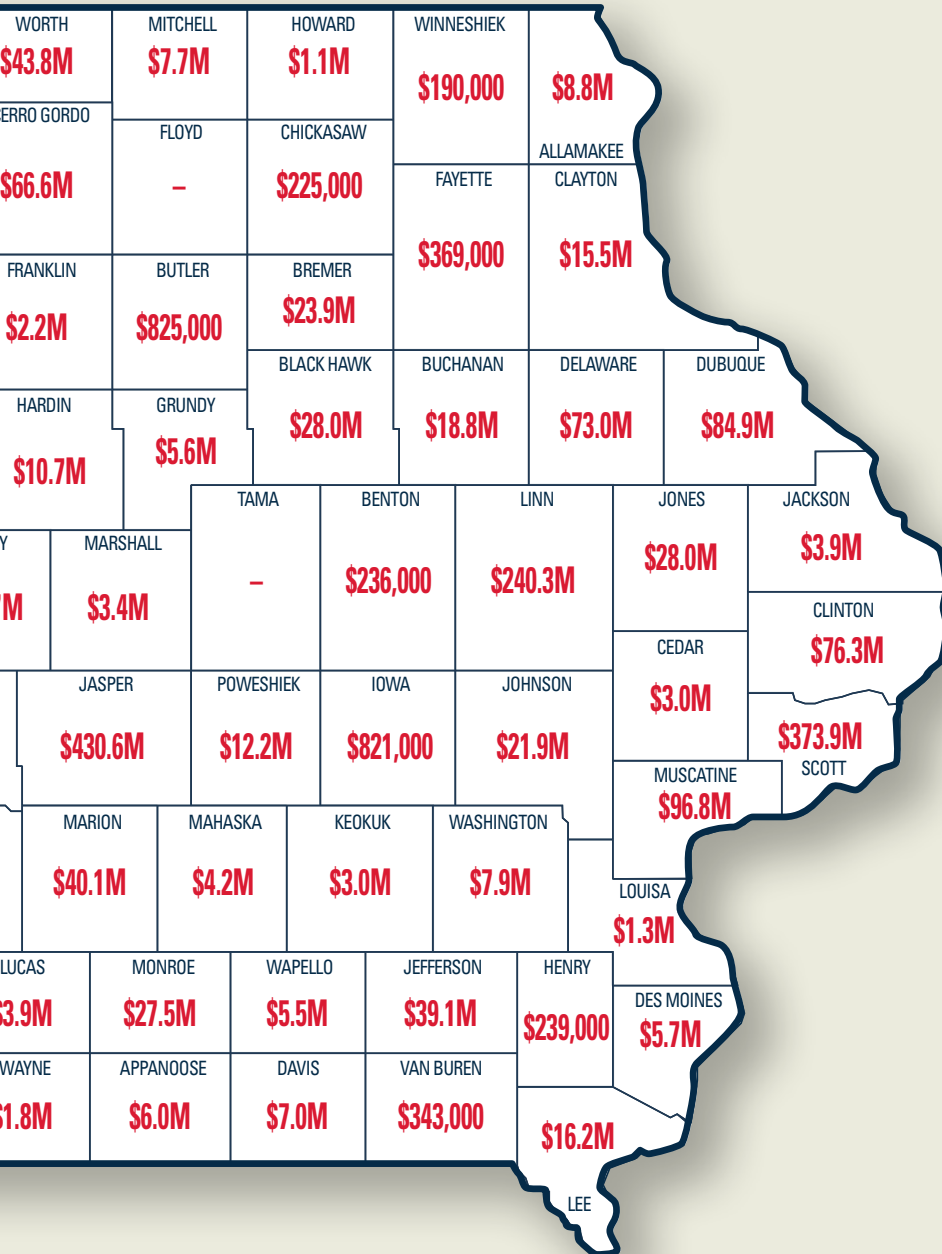 WORTH
$43.8M
MITCHELL
$7.7M
HOWARD
$1.1M
WINNESHIEK
$190,000
$8.8M
ALLAMAKEE
ERRO GORDO
$66.6M
FLOYD
–
CHICKASAW
$225,000
FAYETTE
$369,000
CLAYTON
$15.5M
FRANKLIN
$2.2M
BUTLER
$825,000
BREMER
$23.9M
BLACK HAWK
$28.0M
BUCHANAN
$18.8M
DELAWARE
$73.0M
DUBUQUE
$84.9M
HARDIN
$10.7M
GRUNDY
$5.6M
TAMA
–
BENTON
$236,000
LINN
$240.3M
JONES
$28.0M
JACKSON
$3.9M
Y
M
MARSHALL
$3.4M
CLINTON
$76.3M
CEDAR
$3.0M
JASPER
$430.6M
POWESHIEK
$12.2M
IOWA
$821,000
JOHNSON
$21.9M
$373.9M
SCOTT
MUSCATINE
$96.8M
MARION
$40.1M
MAHASKA
$4.2M
KEOKUK
$3.0M
WASHINGTON
$7.9M
LOUISA
$1.3M
LUCAS
$3.9M
MONROE
$27.5M
WAPELLO
$5.5M
JEFFERSON
$39.1M
HENRY
$239,000
DES MOINES
$5.7M
WAYNE
$1.8M
APPANOOSE
$6.0M
DAVIS
$7.0M
VAN BUREN
$343,000
$16.2M
LEE